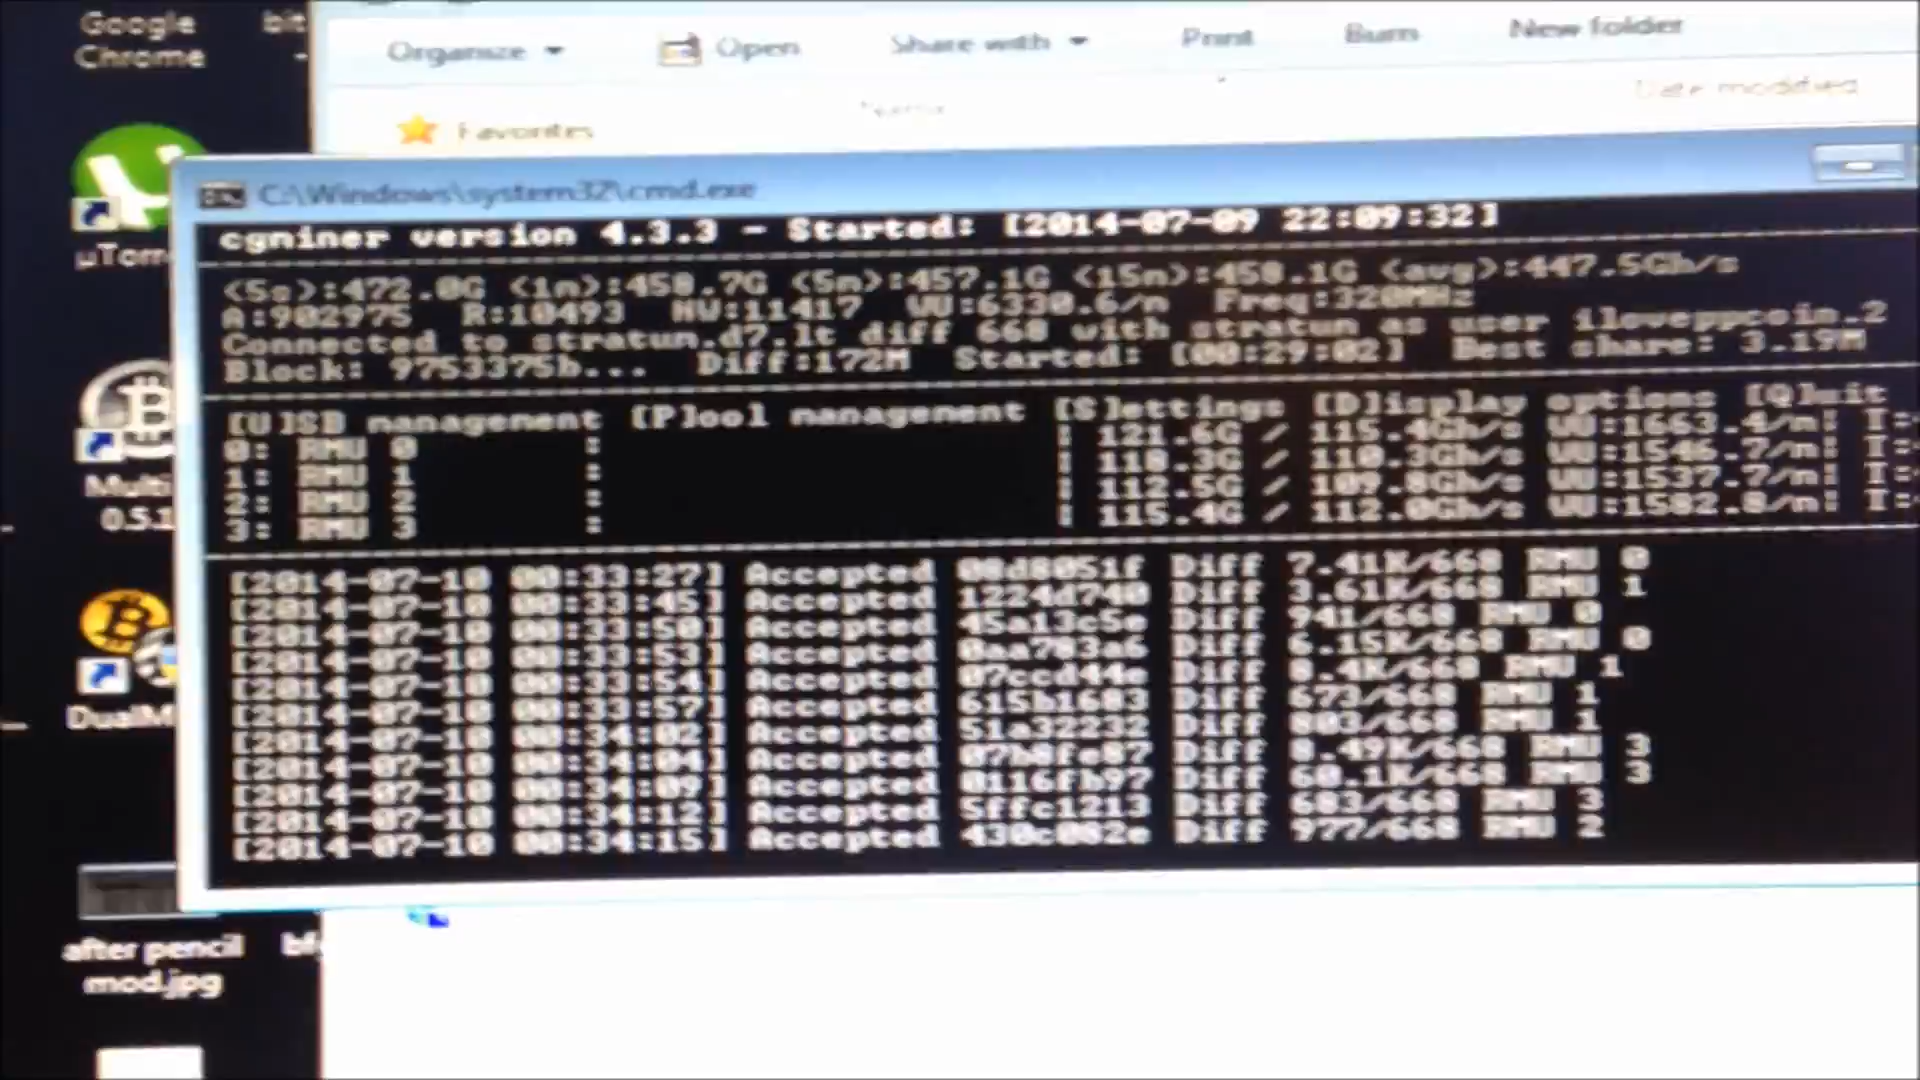 Google
Chrome
bit
Organize
Open
Share with
Print
Burn
New folder
Name
Date modified
Favorites
µTorr
C:\Windows\system32\cmd.exe
cgminer version 4.3.3 - Started: [2014-07-09 22:09:32]
(5s):472.0G (1m):458.7G (5m):457.1G (15m):458.1G (avg):447.5Gh/s
A:902975 R:10493 HW:11417 WU:6330.6/m Freq:320MHz
Connected to stratum.d7.lt diff 668 with stratum as user iloveppcoin.2
Block: 9753375b... Diff:172M Started: [00:29:02] Best share: 3.19M
[U]SB management [P]ool management [S]ettings [D]isplay options [Q]uit
0: RMU 0 : | 121.6G / 115.4Gh/s WU:1663.4/m| I:
1: RMU 1 : | 118.3G / 110.3Gh/s WU:1546.7/m| I:
2: RMU 2 : | 112.5G / 109.8Gh/s WU:1537.7/m| I:
3: RMU 3 : | 115.4G / 112.0Gh/s WU:1582.8/m| I:
[2014-07-10 00:33:27] Accepted 08d8051f Diff 7.41K/668 RMU 0
[2014-07-10 00:33:45] Accepted 1224d740 Diff 3.61K/668 RMU 1
[2014-07-10 00:33:50] Accepted 45a13c5e Diff 941/668 RMU 0
[2014-07-10 00:33:53] Accepted 0aa783a6 Diff 6.15K/668 RMU 0
[2014-07-10 00:33:54] Accepted 07ccd44e Diff 8.4K/668 RMU 1
[2014-07-10 00:33:57] Accepted 615b1683 Diff 673/668 RMU 1
[2014-07-10 00:34:02] Accepted 51a32232 Diff 803/668 RMU 1
[2014-07-10 00:34:04] Accepted 07b8fe87 Diff 8.49K/668 RMU 3
[2014-07-10 00:34:09] Accepted 0116fb97 Diff 60.1K/668 RMU 3
[2014-07-10 00:34:12] Accepted 5ffc1213 Diff 683/668 RMU 3
[2014-07-10 00:34:15] Accepted 430c082e Diff 977/668 RMU 2
Multi
0.5.1
DualM
after pencil
mod.jpg
bf